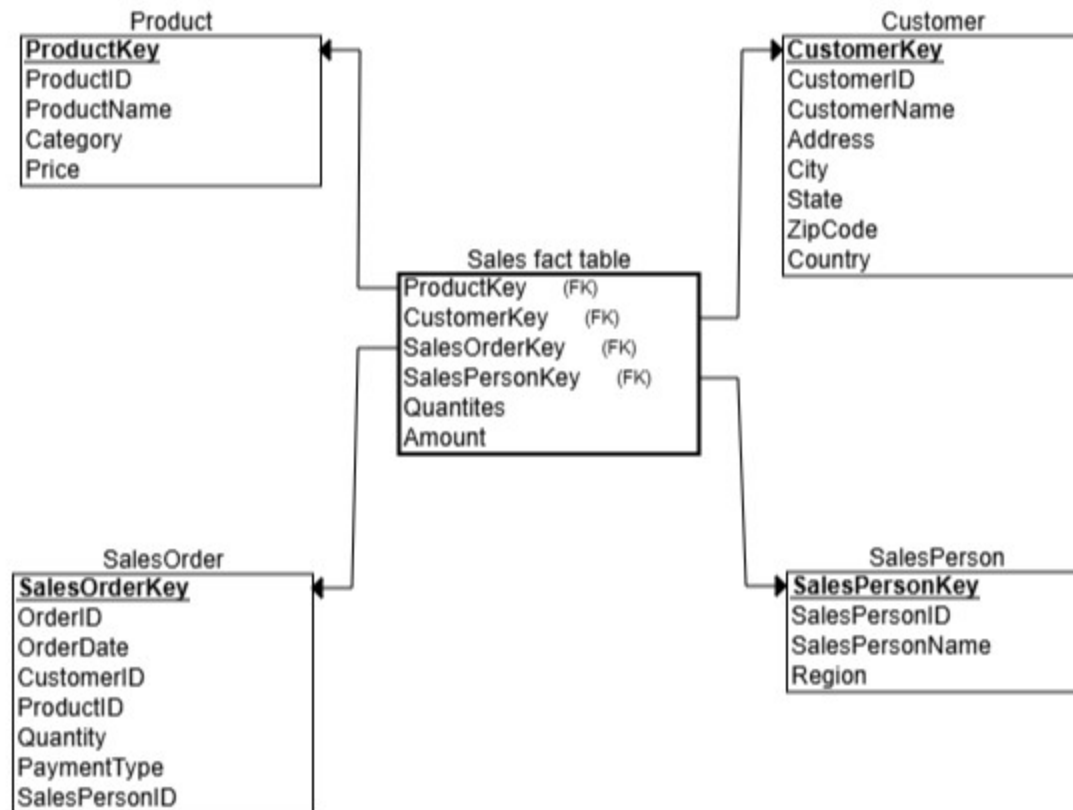 Product
ProductKey
ProductID
ProductName
Category
Price
Customer
CustomerKey
CustomerID
CustomerName
Address
City
State
ZipCode
Country
Sales fact table
ProductKey (FK)
CustomerKey (FK)
SalesOrderKey (FK)
SalesPersonKey (FK)
Quantites
Amount
SalesOrder
SalesOrderKey
OrderID
OrderDate
CustomerID
ProductID
Quantity
PaymentType
SalesPersonID
SalesPerson
SalesPersonKey
SalesPersonID
SalesPersonName
Region